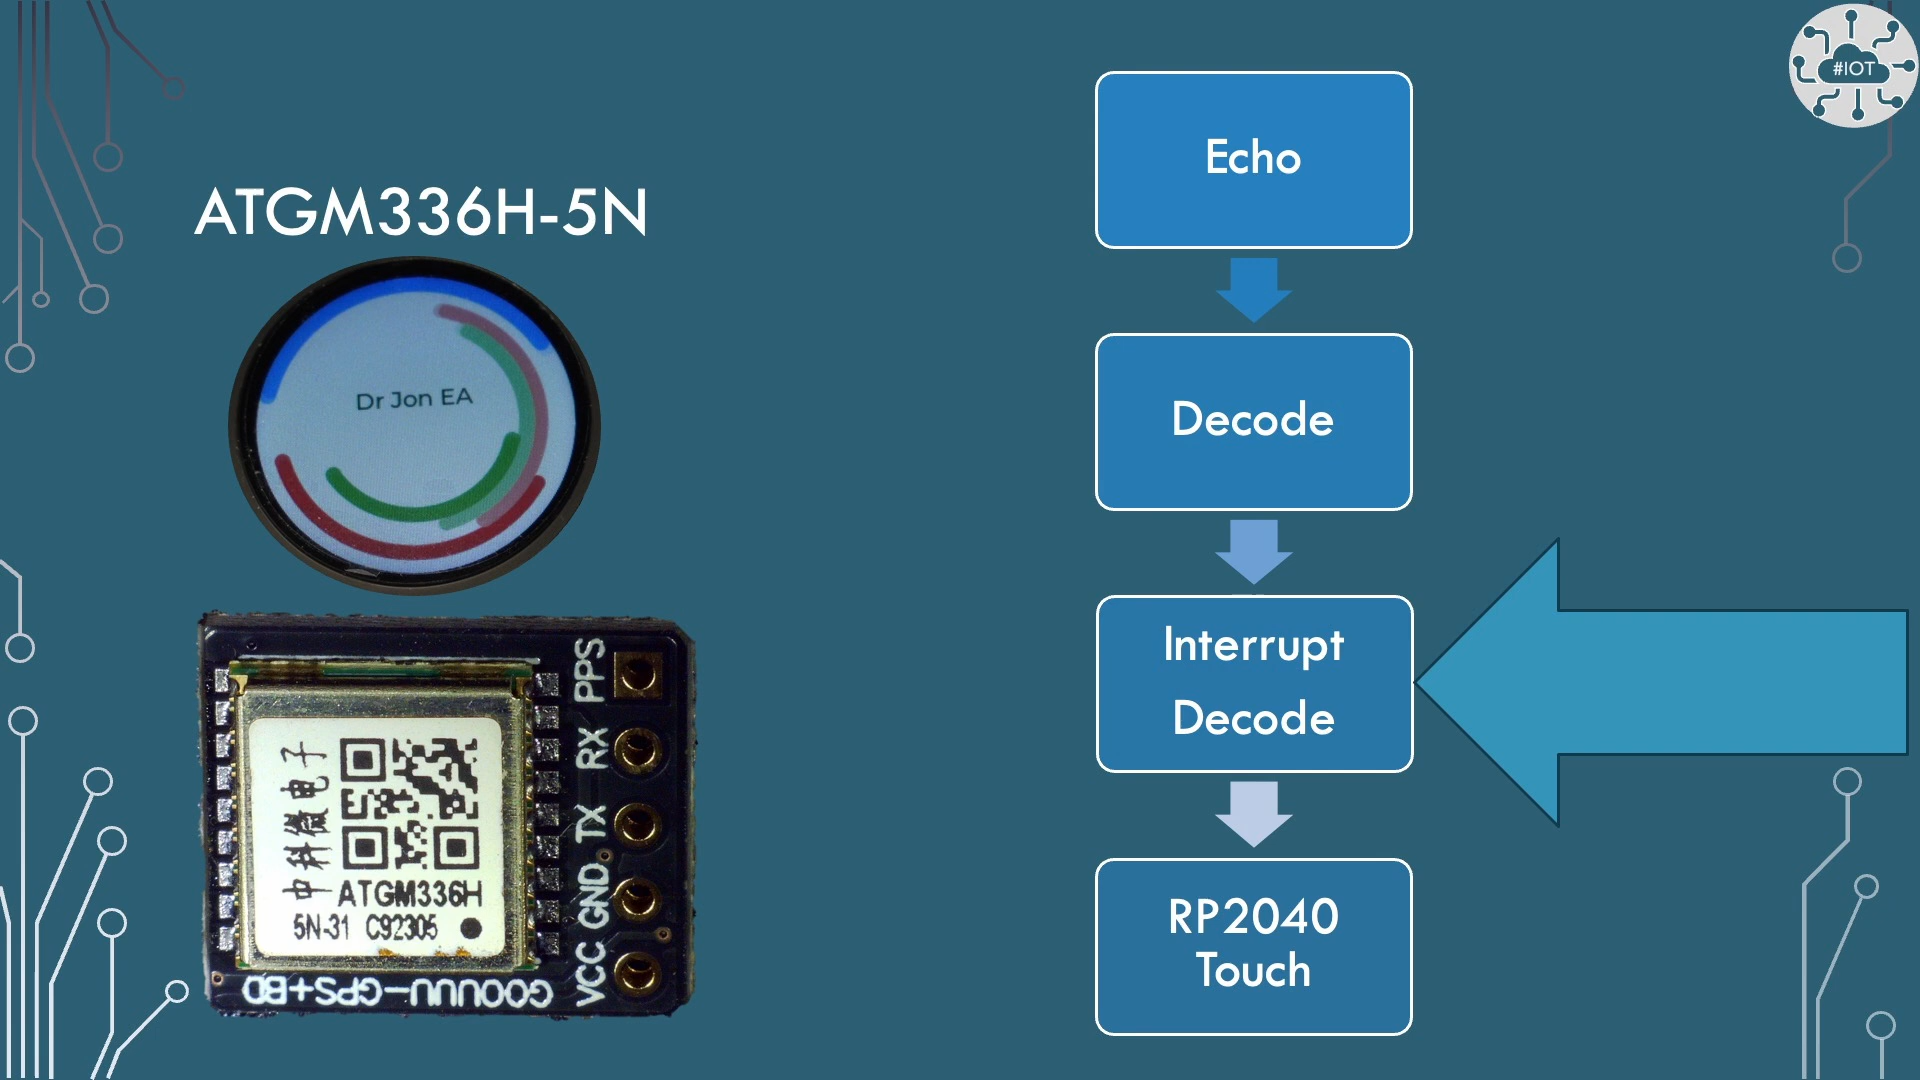 #IOT
ATGM336H-5N
Dr Jon EA
PPS
RX
TX
GND
VCC
中科微电子
ATGM336H
5N-31 C92305
GOOUUU-GPS+BD
Echo
Decode
Interrupt
Decode
RP2040
Touch